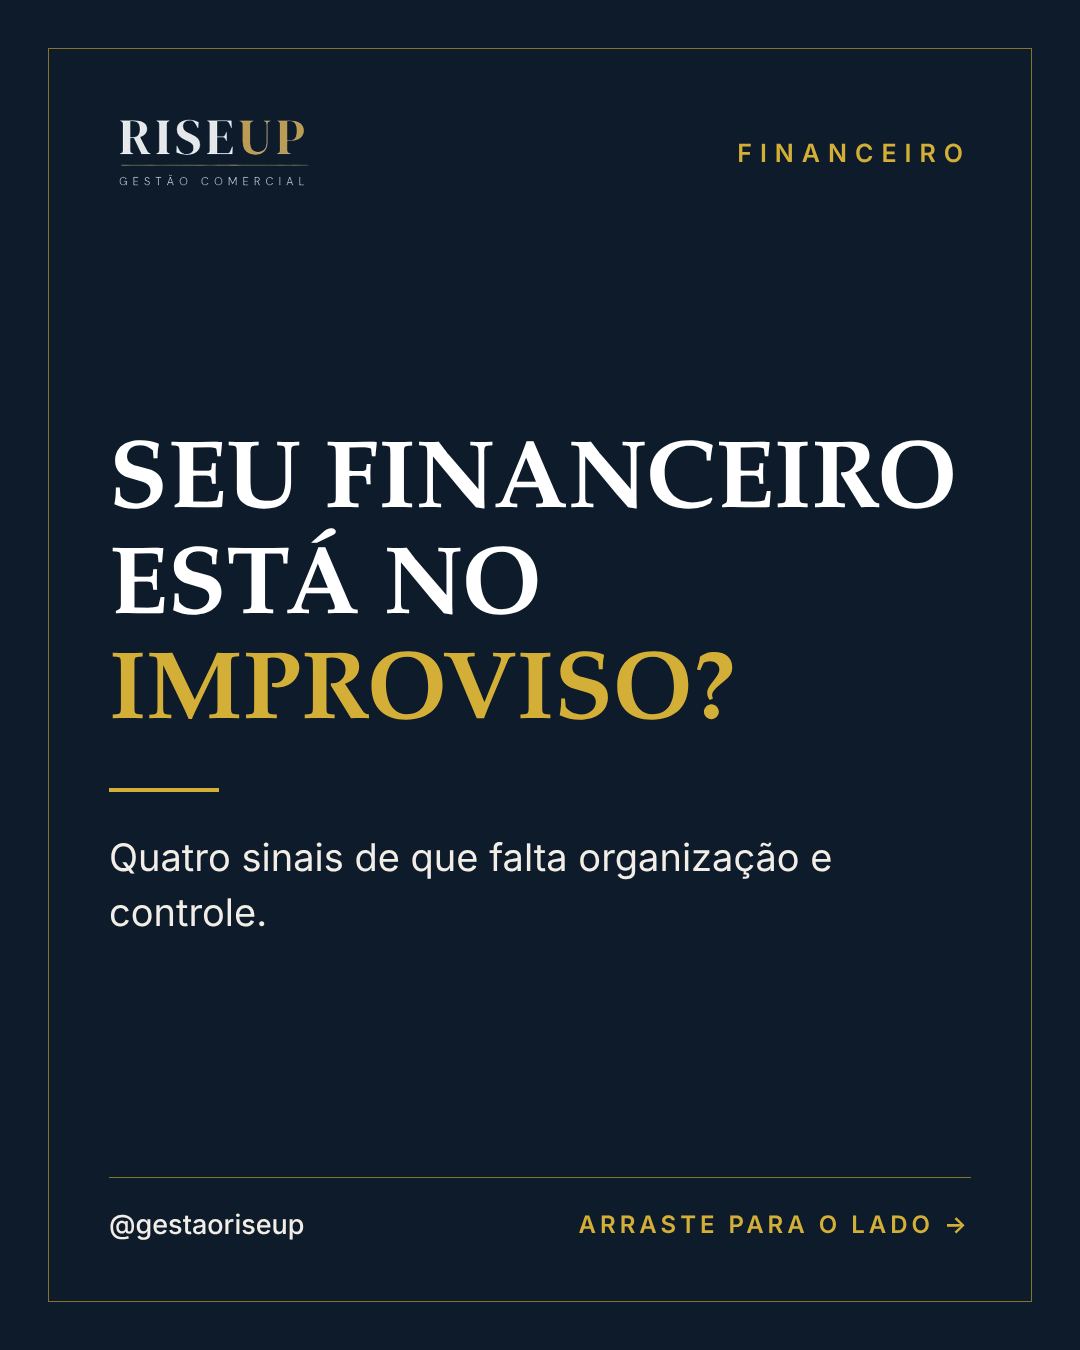 RISEUP
GESTÃO COMERCIAL
FINANCEIRO
SEU FINANCEIRO
ESTÁ NO
IMPROVISO?
Quatro sinais de que falta organização e
controle.
@gestaoriseup
ARRASTE PARA O LADO →